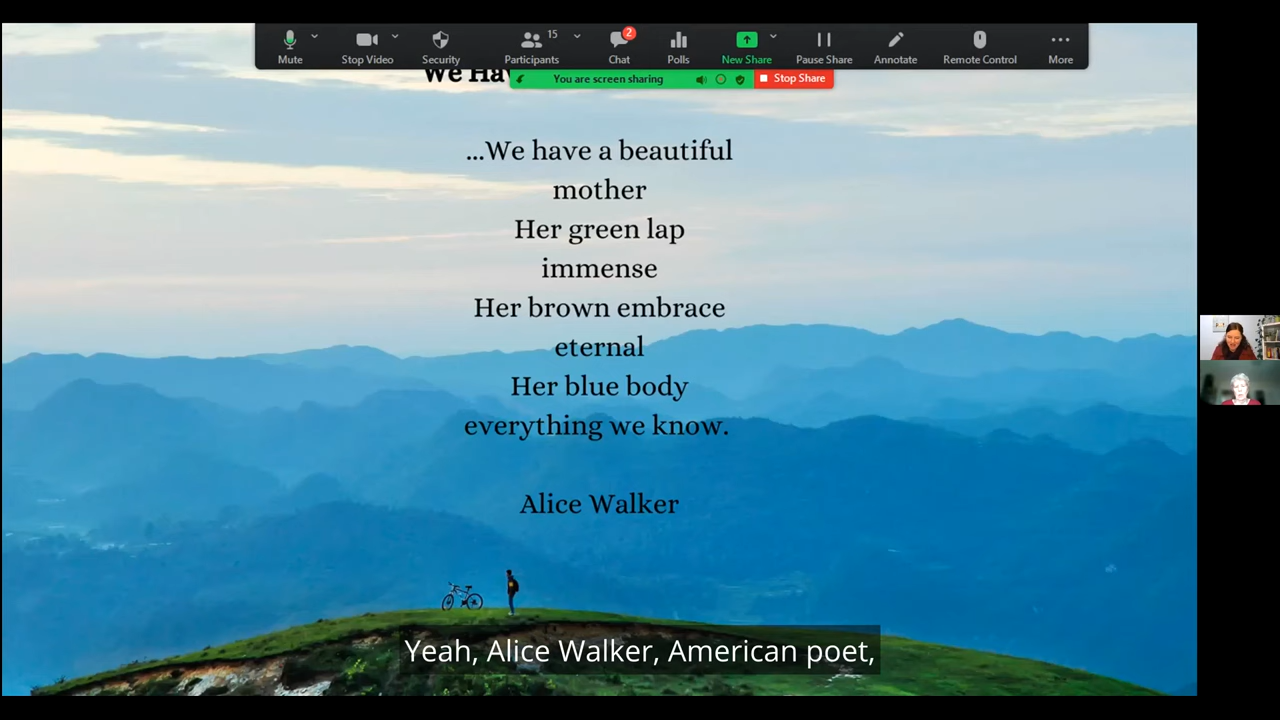 Mute
Stop Video
Security
15
Participants
2
Chat
Polls
New Share
Pause Share
Annotate
Remote Control
More
We Hav
You are screen sharing
Stop Share
...We have a beautiful
mother
Her green lap
immense
Her brown embrace
eternal
Her blue body
everything we know.
Alice Walker
Yeah, Alice Walker, American poet,